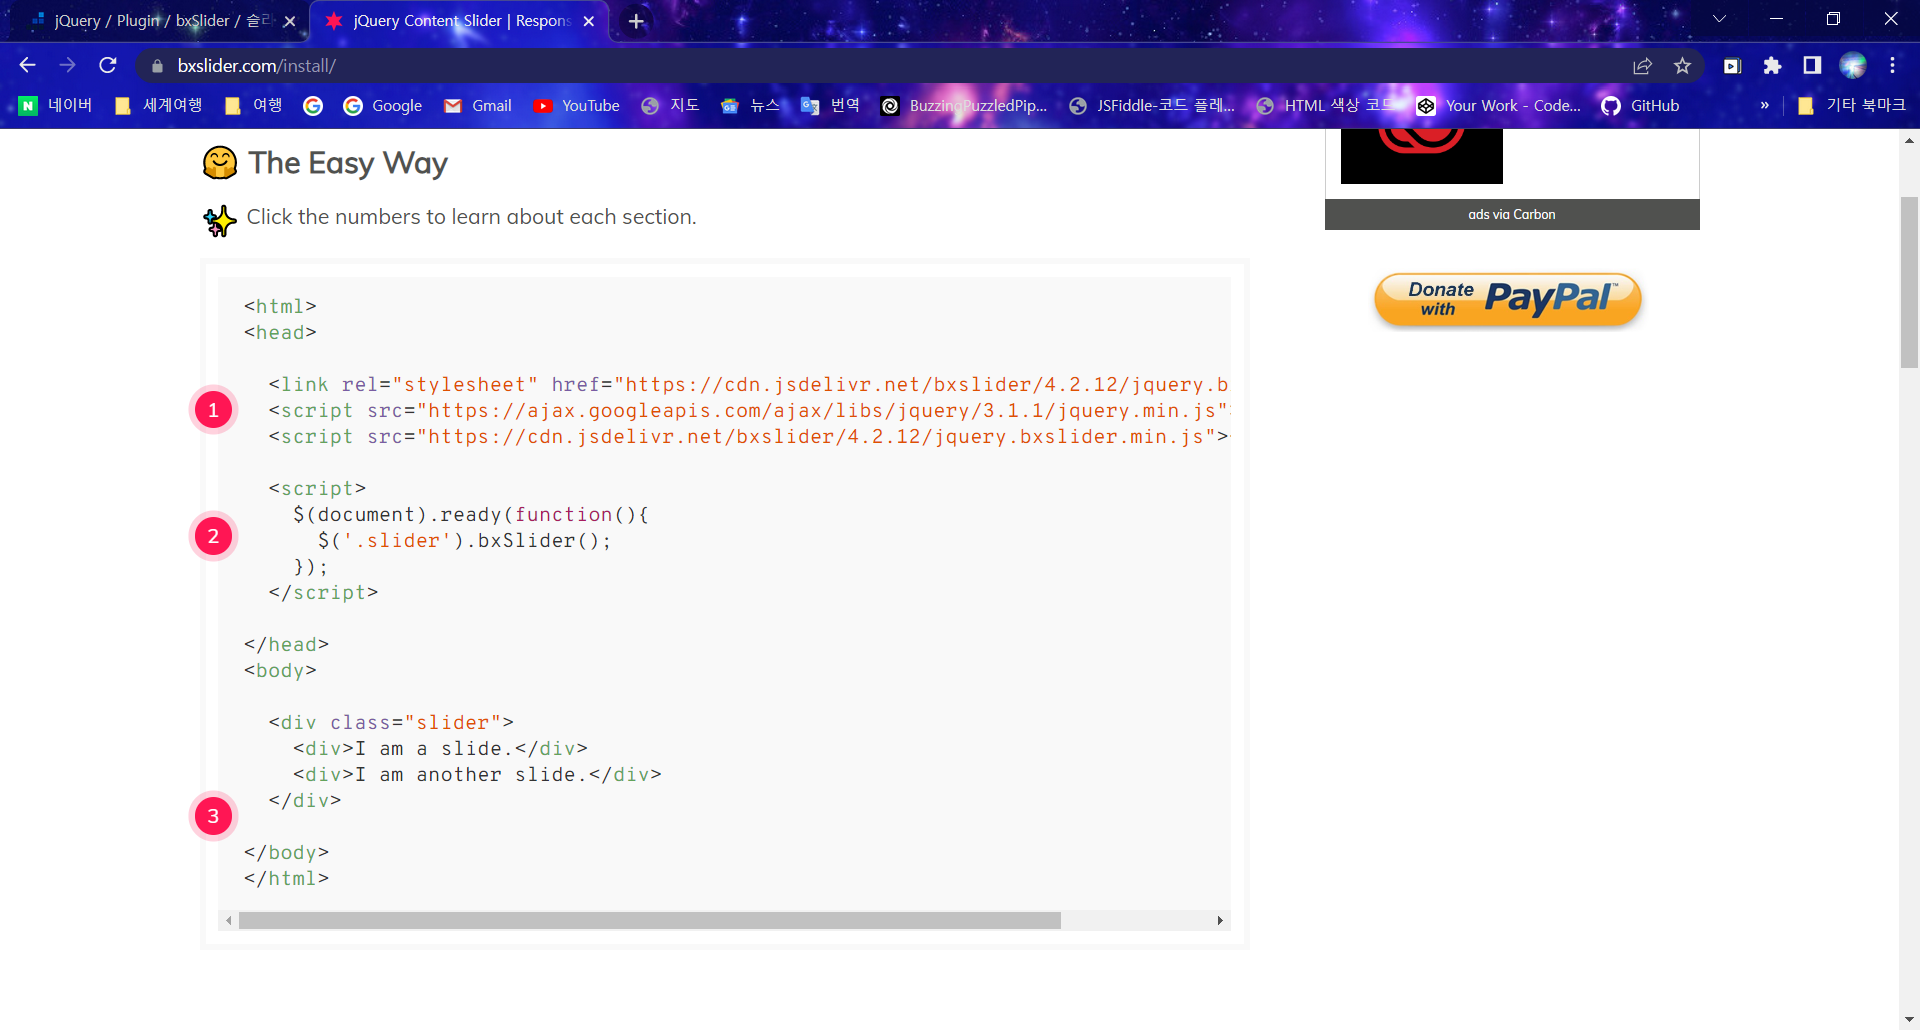 jQuery / Plugin / bxSlider / 슬라
jQuery Content Slider | Respons
bxslider.com/install/
네이버
세계여행
여행
Google
Gmail
YouTube
지도
뉴스
번역
BuzzingPuzzledPip...
JSFiddle-코드 플레...
HTML 색상 코드
Your Work - Code...
GitHub
»
기타 북마크
The Easy Way
Click the numbers to learn about each section.
<html>
<head>
<link rel="stylesheet" href="https://cdn.jsdelivr.net/bxslider/4.2.12/jquery.b
1
<script src="https://ajax.googleapis.com/ajax/libs/jquery/3.1.1/jquery.min.js"
<script src="https://cdn.jsdelivr.net/bxslider/4.2.12/jquery.bxslider.min.js">
<script>
$(document).ready(function(){
2
$('.slider').bxSlider();
});
</script>
</head>
<body>
<div class="slider">
<div>I am a slide.</div>
<div>I am another slide.</div>
</div>
3
</body>
</html>
ads via Carbon
Donate with PayPal™